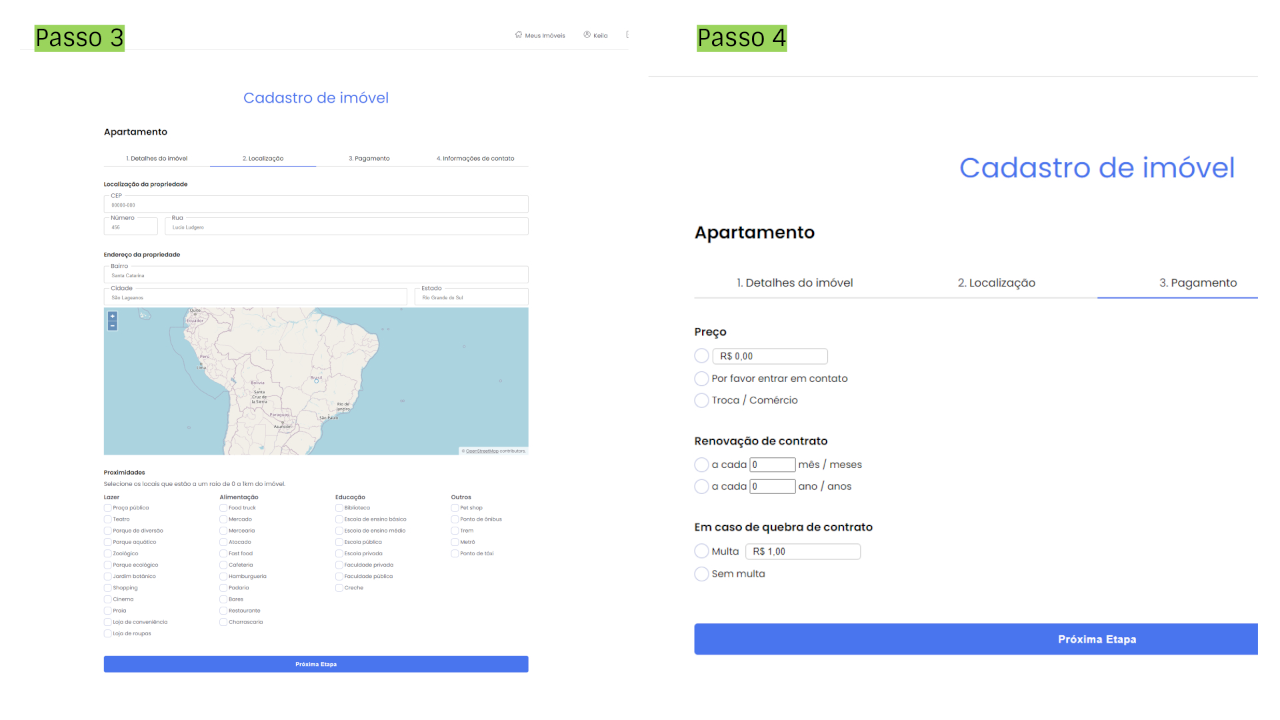 Passo 3
Meus Imóveis Kelio
Cadastro de imóvel
Apartamento
1. Detalhes do imóvel 2. Localização 3. Pagamento 4. Informações de contato
Localização da propriedade
CEP
00000-000
Número Rua
456 Lucia Ludgero
Endereço da propriedade
Bairro
Santa Catarina
Cidade Estado
São Lagoeiros Rio Grande do Sul
+
−
Ecuador
Peru
Lima
Brasil
Bolivia
Santa Cruz de la Sierra
Rio de Janeiro
São Paulo
Paraguay
Asunción
© OpenStreetMap contributors.
Proximidades
Selecione os locais que estão a um raio de 0 a 1km do imóvel.
Lazer Alimentação Educação Outros
Praça pública Food truck Biblioteca Pet shop
Teatro Mercado Escola de ensino básico Ponto de ônibus
Parque de diversão Mercearia Escola de ensino médio Trem
Parque aquático Atacado Escola pública Metrô
Zoológico Fast food Escola privada Ponto de táxi
Parque ecológico Cafeteria Faculdade privada
Jardim botânico Hamburgueria Faculdade pública
Shopping Padaria Creche
Cinema Bares
Praia Restaurante
Loja de conveniência Churrascaria
Loja de roupas
Próxima Etapa
Passo 4
Cadastro de imóvel
Apartamento
1. Detalhes do imóvel 2. Localização 3. Pagamento
Preço
R$ 0,00
Por favor entrar em contato
Troca / Comércio
Renovação de contrato
a cada 0 mês / meses
a cada 0 ano / anos
Em caso de quebra de contrato
Multa R$ 1,00
Sem multa
Próxima Etapa